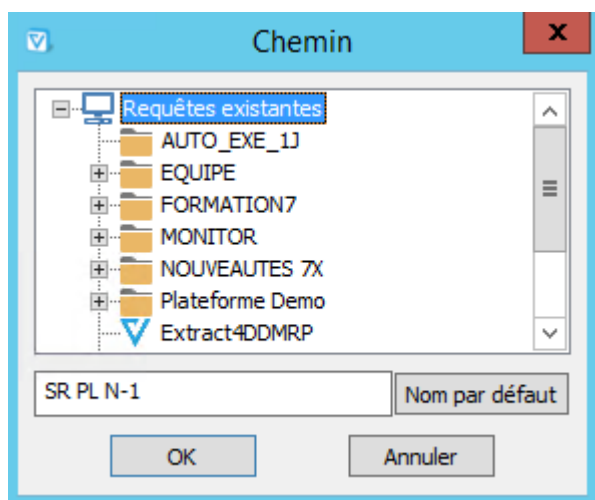 Chemin
x
Requêtes existantes
AUTO_EXE_1J
EQUIPE
FORMATION7
MONITOR
NOUVEAUTES 7X
Plateforme Demo
Extract4DDMRP
SR PL N-1
Nom par défaut
OK
Annuler